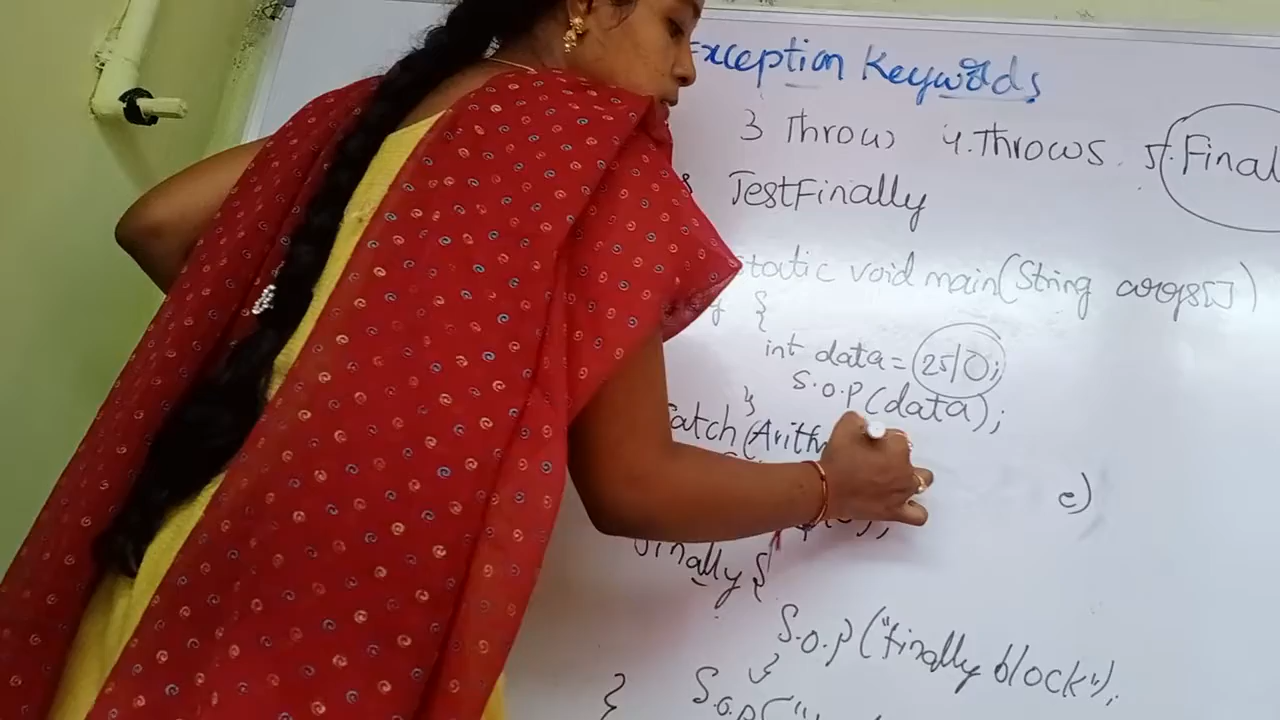 Exception Keywords
3 Throw 4. Throws 5. Final
TestFinally
static void main(String args[])
{
int data = 25/0;
S.O.P(data);
}
catch (Arithm
e)
);
finally {
S.O.P("finally block");
}
} S.O.P("